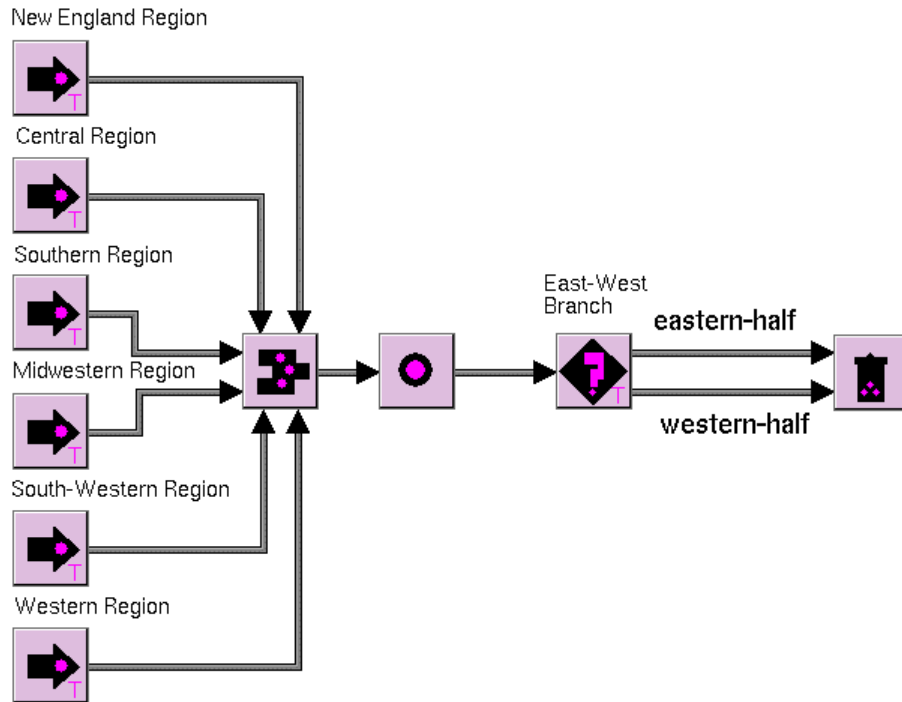 New England Region
T
Central Region
T
Southern Region
T
Midwestern Region
T
South-Western Region
T
Western Region
T
East-West
Branch
?
T
eastern-half
western-half